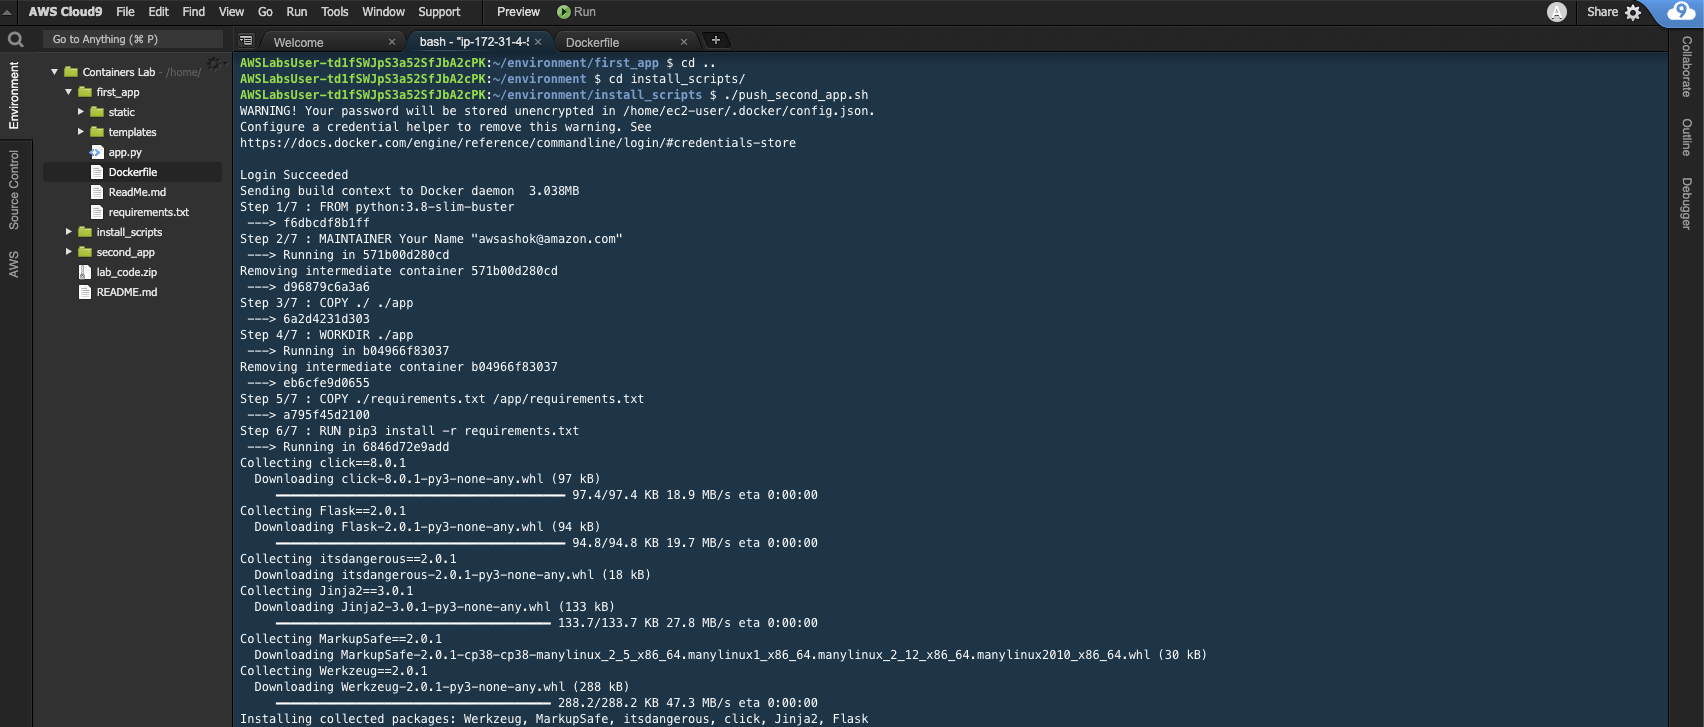 AWS Cloud9 File Edit Find View Go Run Tools Window Support Preview Run A Share 9
Go to Anything (⌘ P)
Welcome × bash - "ip-172-31-4-5 × Dockerfile × +
Environment
Source Control
AWS
Containers Lab - /home/
first_app
static
templates
app.py
Dockerfile
ReadMe.md
requirements.txt
install_scripts
second_app
lab_code.zip
README.md
AWSLabsUser-td1fSWJpS3a52SfJbA2cPK:~/environment/first_app $ cd ..
AWSLabsUser-td1fSWJpS3a52SfJbA2cPK:~/environment $ cd install_scripts/
AWSLabsUser-td1fSWJpS3a52SfJbA2cPK:~/environment/install_scripts $ ./push_second_app.sh
WARNING! Your password will be stored unencrypted in /home/ec2-user/.docker/config.json.
Configure a credential helper to remove this warning. See
https://docs.docker.com/engine/reference/commandline/login/#credentials-store
Login Succeeded
Sending build context to Docker daemon  3.038MB
Step 1/7 : FROM python:3.8-slim-buster
---> f6dbcdf8b1ff
Step 2/7 : MAINTAINER Your Name "awsashok@amazon.com"
---> Running in 571b00d280cd
Removing intermediate container 571b00d280cd
---> d96879c6a3a6
Step 3/7 : COPY ./ ./app
---> 6a2d4231d303
Step 4/7 : WORKDIR ./app
---> Running in b04966f83037
Removing intermediate container b04966f83037
---> eb6cfe9d0655
Step 5/7 : COPY ./requirements.txt /app/requirements.txt
---> a795f45d2100
Step 6/7 : RUN pip3 install -r requirements.txt
---> Running in 6846d72e9add
Collecting click==8.0.1
Downloading click-8.0.1-py3-none-any.whl (97 kB)
97.4/97.4 KB 18.9 MB/s eta 0:00:00
Collecting Flask==2.0.1
Downloading Flask-2.0.1-py3-none-any.whl (94 kB)
94.8/94.8 KB 19.7 MB/s eta 0:00:00
Collecting itsdangerous==2.0.1
Downloading itsdangerous-2.0.1-py3-none-any.whl (18 kB)
Collecting Jinja2==3.0.1
Downloading Jinja2-3.0.1-py3-none-any.whl (133 kB)
133.7/133.7 KB 27.8 MB/s eta 0:00:00
Collecting MarkupSafe==2.0.1
Downloading MarkupSafe-2.0.1-cp38-cp38-manylinux_2_5_x86_64.manylinux1_x86_64.manylinux_2_12_x86_64.manylinux2010_x86_64.whl (30 kB)
Collecting Werkzeug==2.0.1
Downloading Werkzeug-2.0.1-py3-none-any.whl (288 kB)
288.2/288.2 KB 47.3 MB/s eta 0:00:00
Installing collected packages: Werkzeug, MarkupSafe, itsdangerous, click, Jinja2, Flask
Collaborate
Outline
Debugger